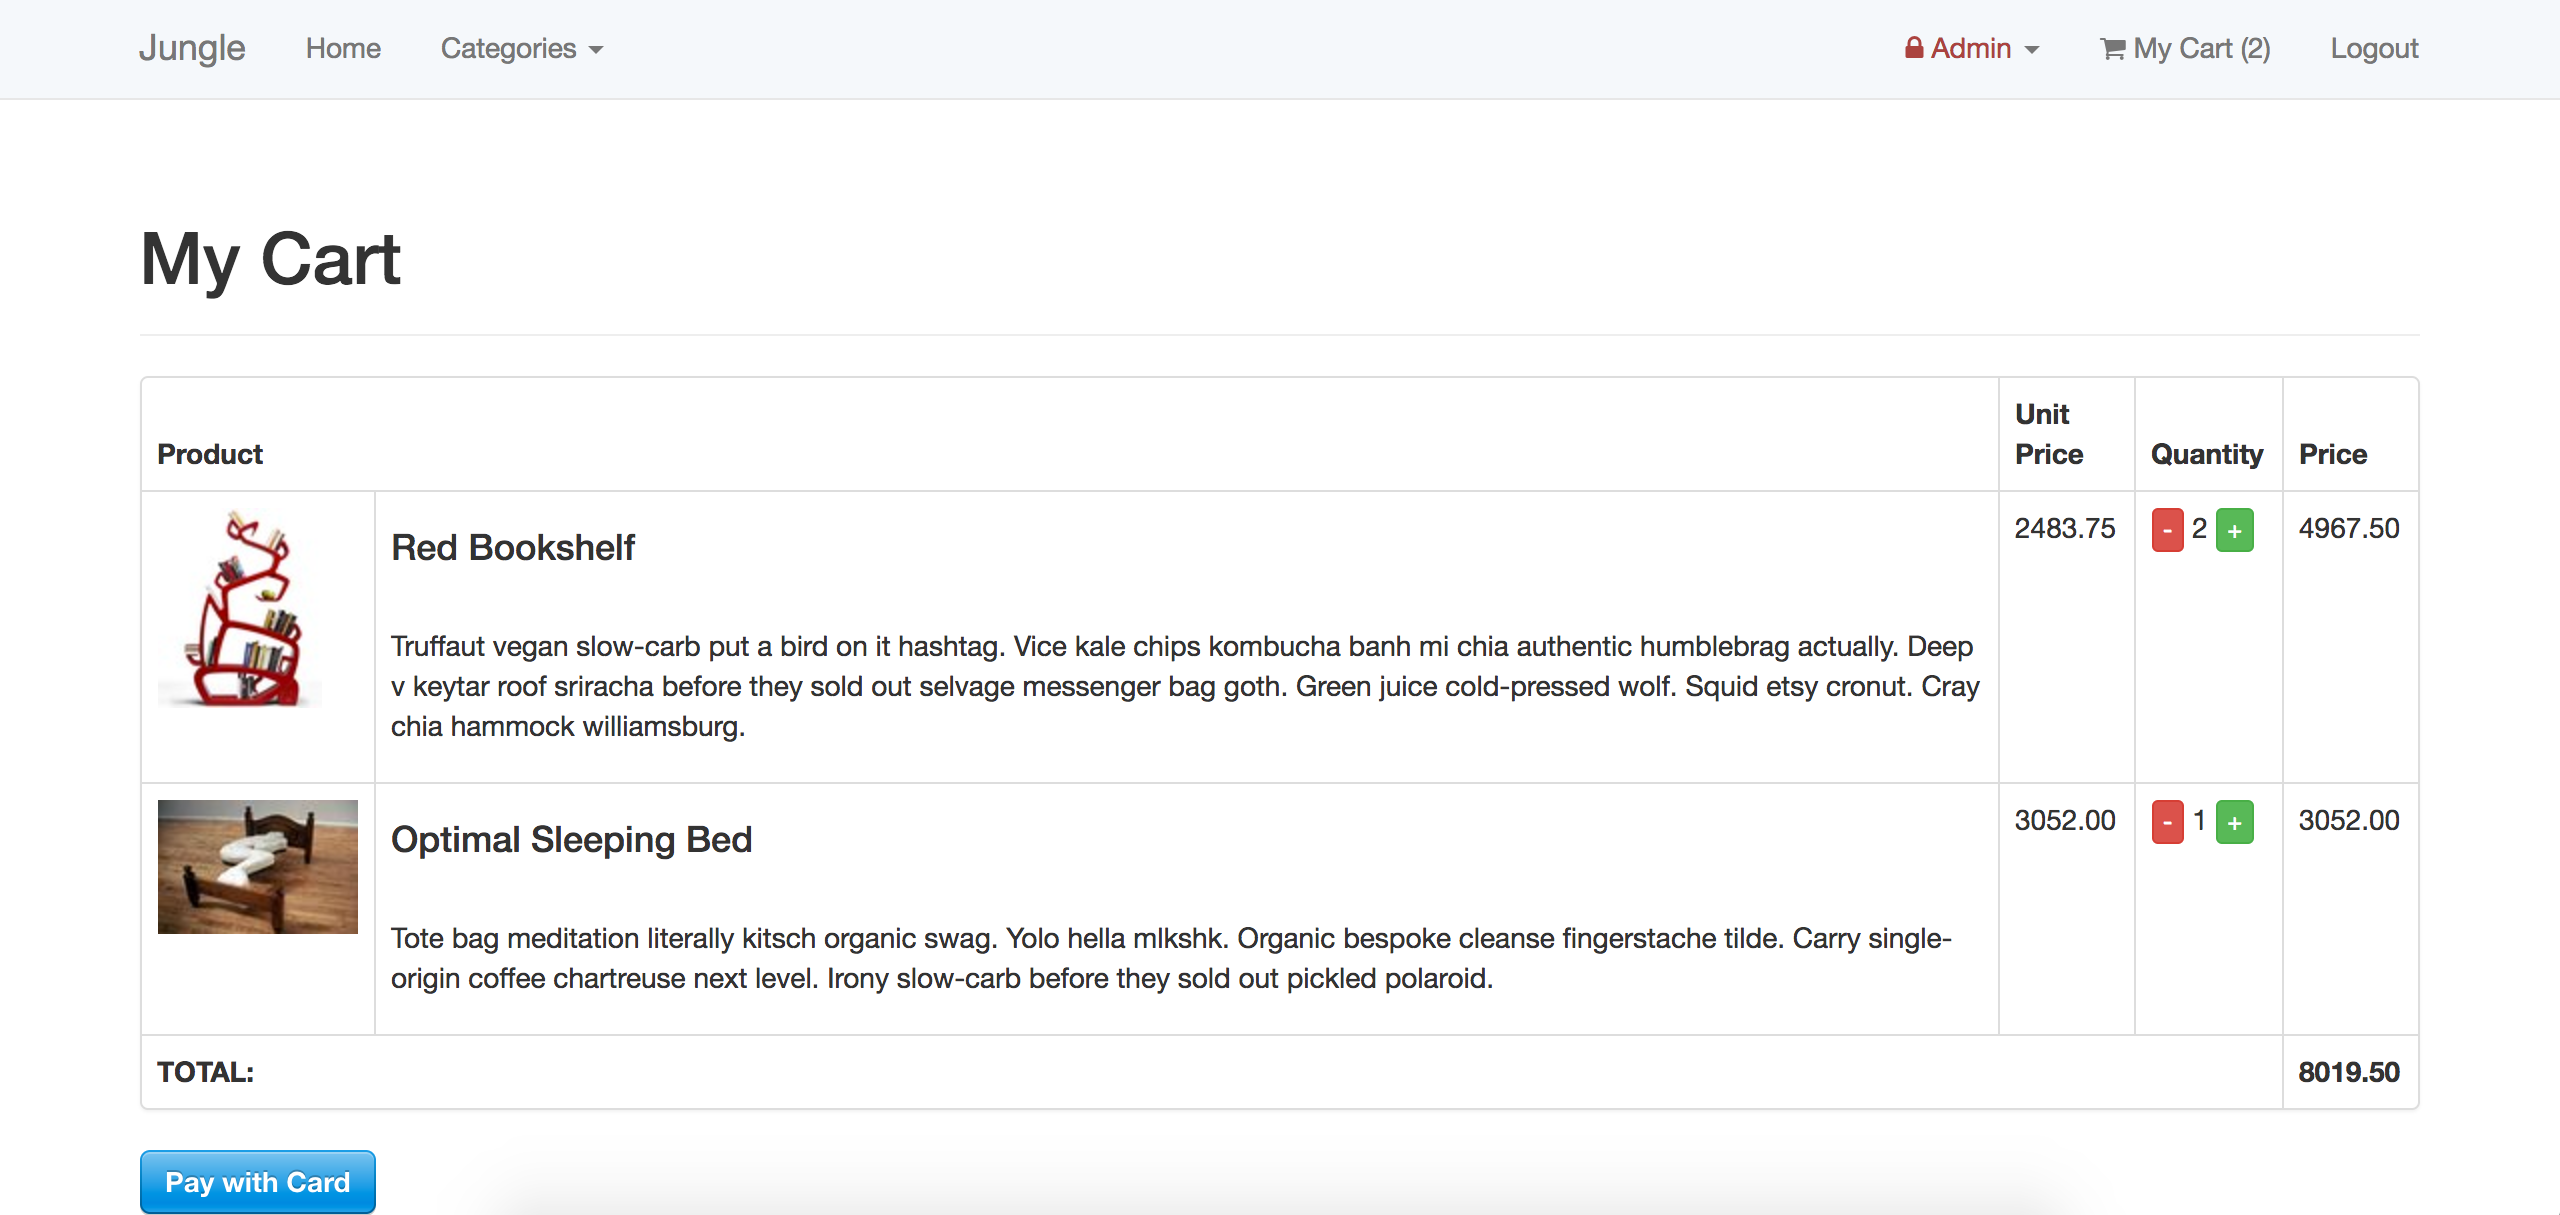 Jungle Home Categories Admin My Cart (2) Logout
My Cart
Product Unit Price Quantity Price
Red Bookshelf 2483.75 - 2 + 4967.50
Truffaut vegan slow-carb put a bird on it hashtag. Vice kale chips kombucha banh mi chia authentic humblebrag actually. Deep
v keytar roof sriracha before they sold out selvage messenger bag goth. Green juice cold-pressed wolf. Squid etsy cronut. Cray
chia hammock williamsburg.
Optimal Sleeping Bed 3052.00 - 1 + 3052.00
Tote bag meditation literally kitsch organic swag. Yolo hella mlkshk. Organic bespoke cleanse fingerstache tilde. Carry single-
origin coffee chartreuse next level. Irony slow-carb before they sold out pickled polaroid.
TOTAL: 8019.50
Pay with Card